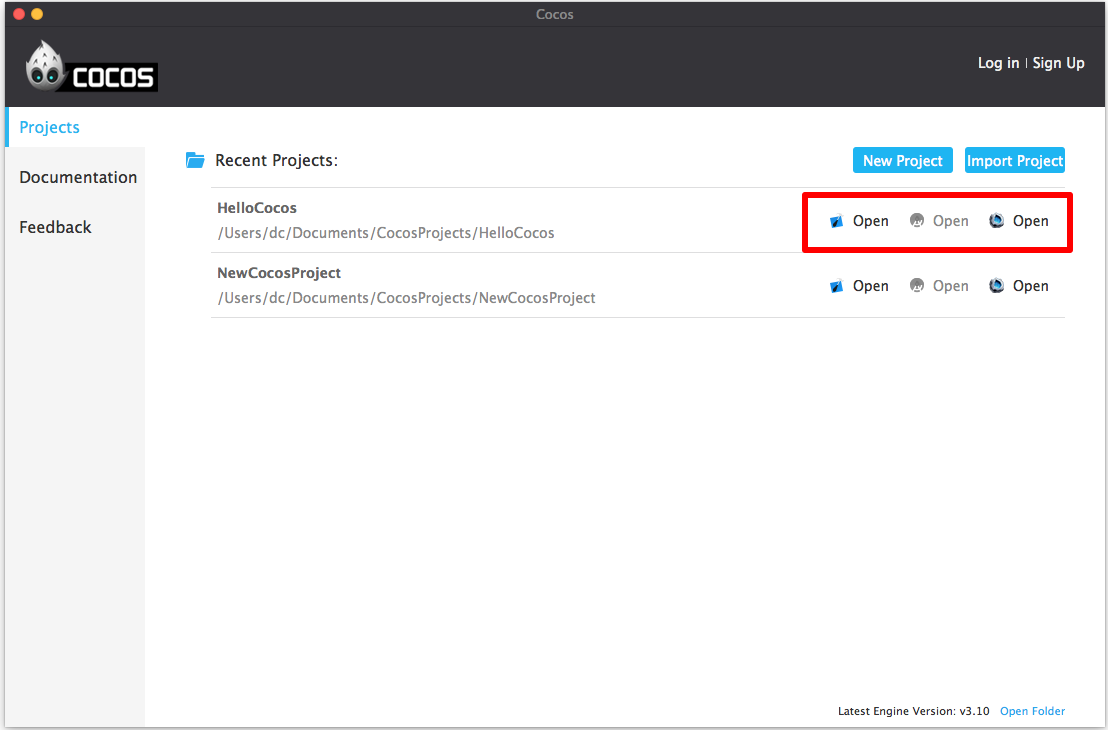 Cocos
COCOS
Log in | Sign Up
Projects
Documentation
Feedback
Recent Projects:
New Project
Import Project
HelloCocos
/Users/dc/Documents/CocosProjects/HelloCocos
Open Open Open
NewCocosProject
/Users/dc/Documents/CocosProjects/NewCocosProject
Open Open Open
Latest Engine Version: v3.10 Open Folder